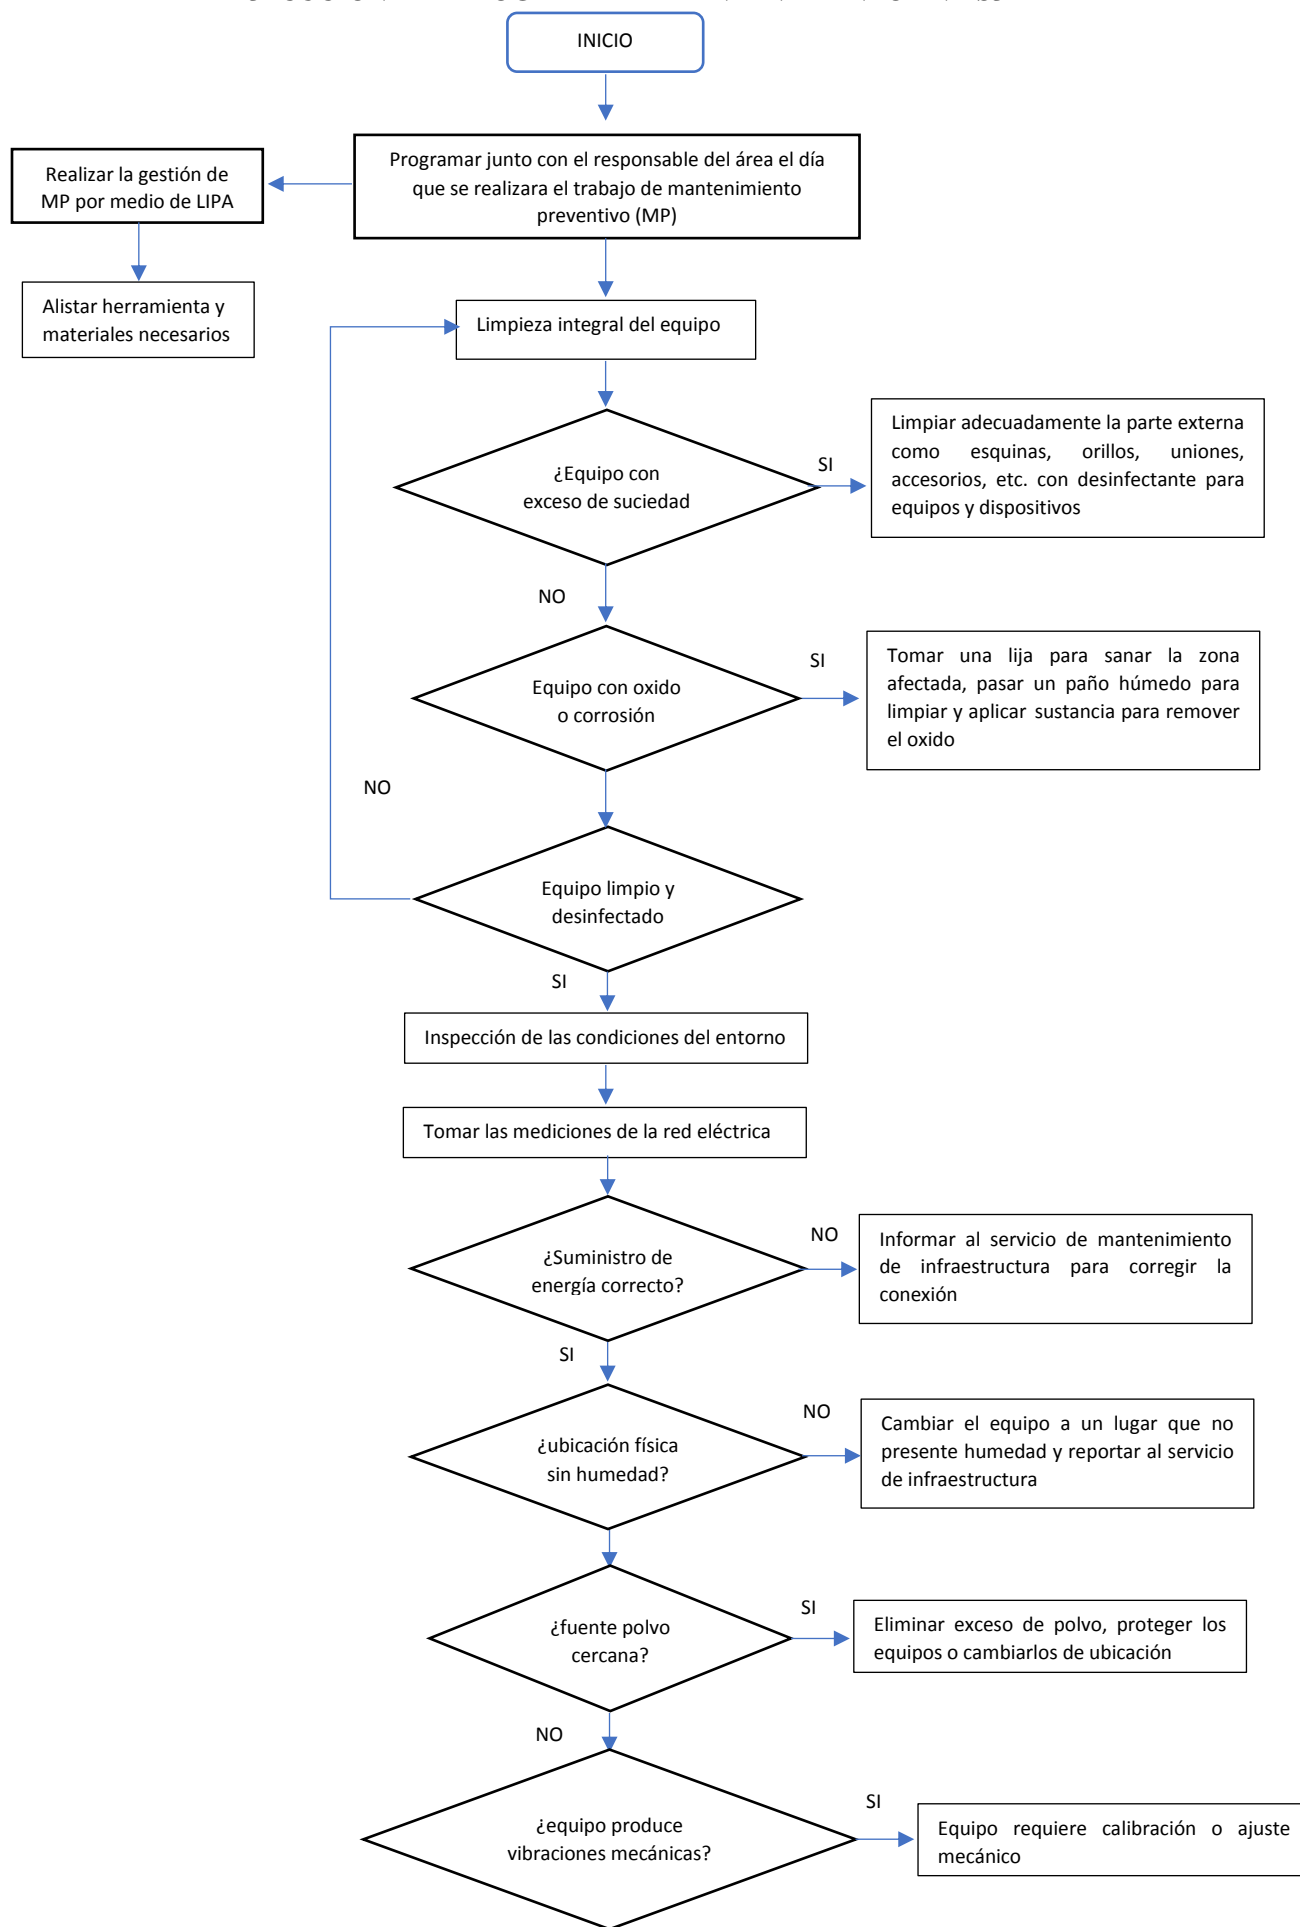 INICIO
Programar junto con el responsable del área el día
que se realizara el trabajo de mantenimiento
preventivo (MP)
Realizar la gestión de
MP por medio de LIPA
Alistar herramienta y
materiales necesarios
Limpieza integral del equipo
¿Equipo con
exceso de suciedad
SI
Limpiar adecuadamente la parte externa
como esquinas, orillos, uniones,
accesorios, etc. con desinfectante para
equipos y dispositivos
NO
Equipo con oxido
o corrosión
SI
Tomar una lija para sanar la zona
afectada, pasar un paño húmedo para
limpiar y aplicar sustancia para remover
el oxido
NO
Equipo limpio y
desinfectado
SI
Inspección de las condiciones del entorno
Tomar las mediciones de la red eléctrica
¿Suministro de
energía correcto?
NO
Informar al servicio de mantenimiento
de infraestructura para corregir la
conexión
SI
¿ubicación física
sin humedad?
NO
Cambiar el equipo a un lugar que no
presente humedad y reportar al servicio
de infraestructura
¿fuente polvo
cercana?
SI
Eliminar exceso de polvo, proteger los
equipos o cambiarlos de ubicación
NO
¿equipo produce
vibraciones mecánicas?
SI
Equipo requiere calibración o ajuste
mecánico